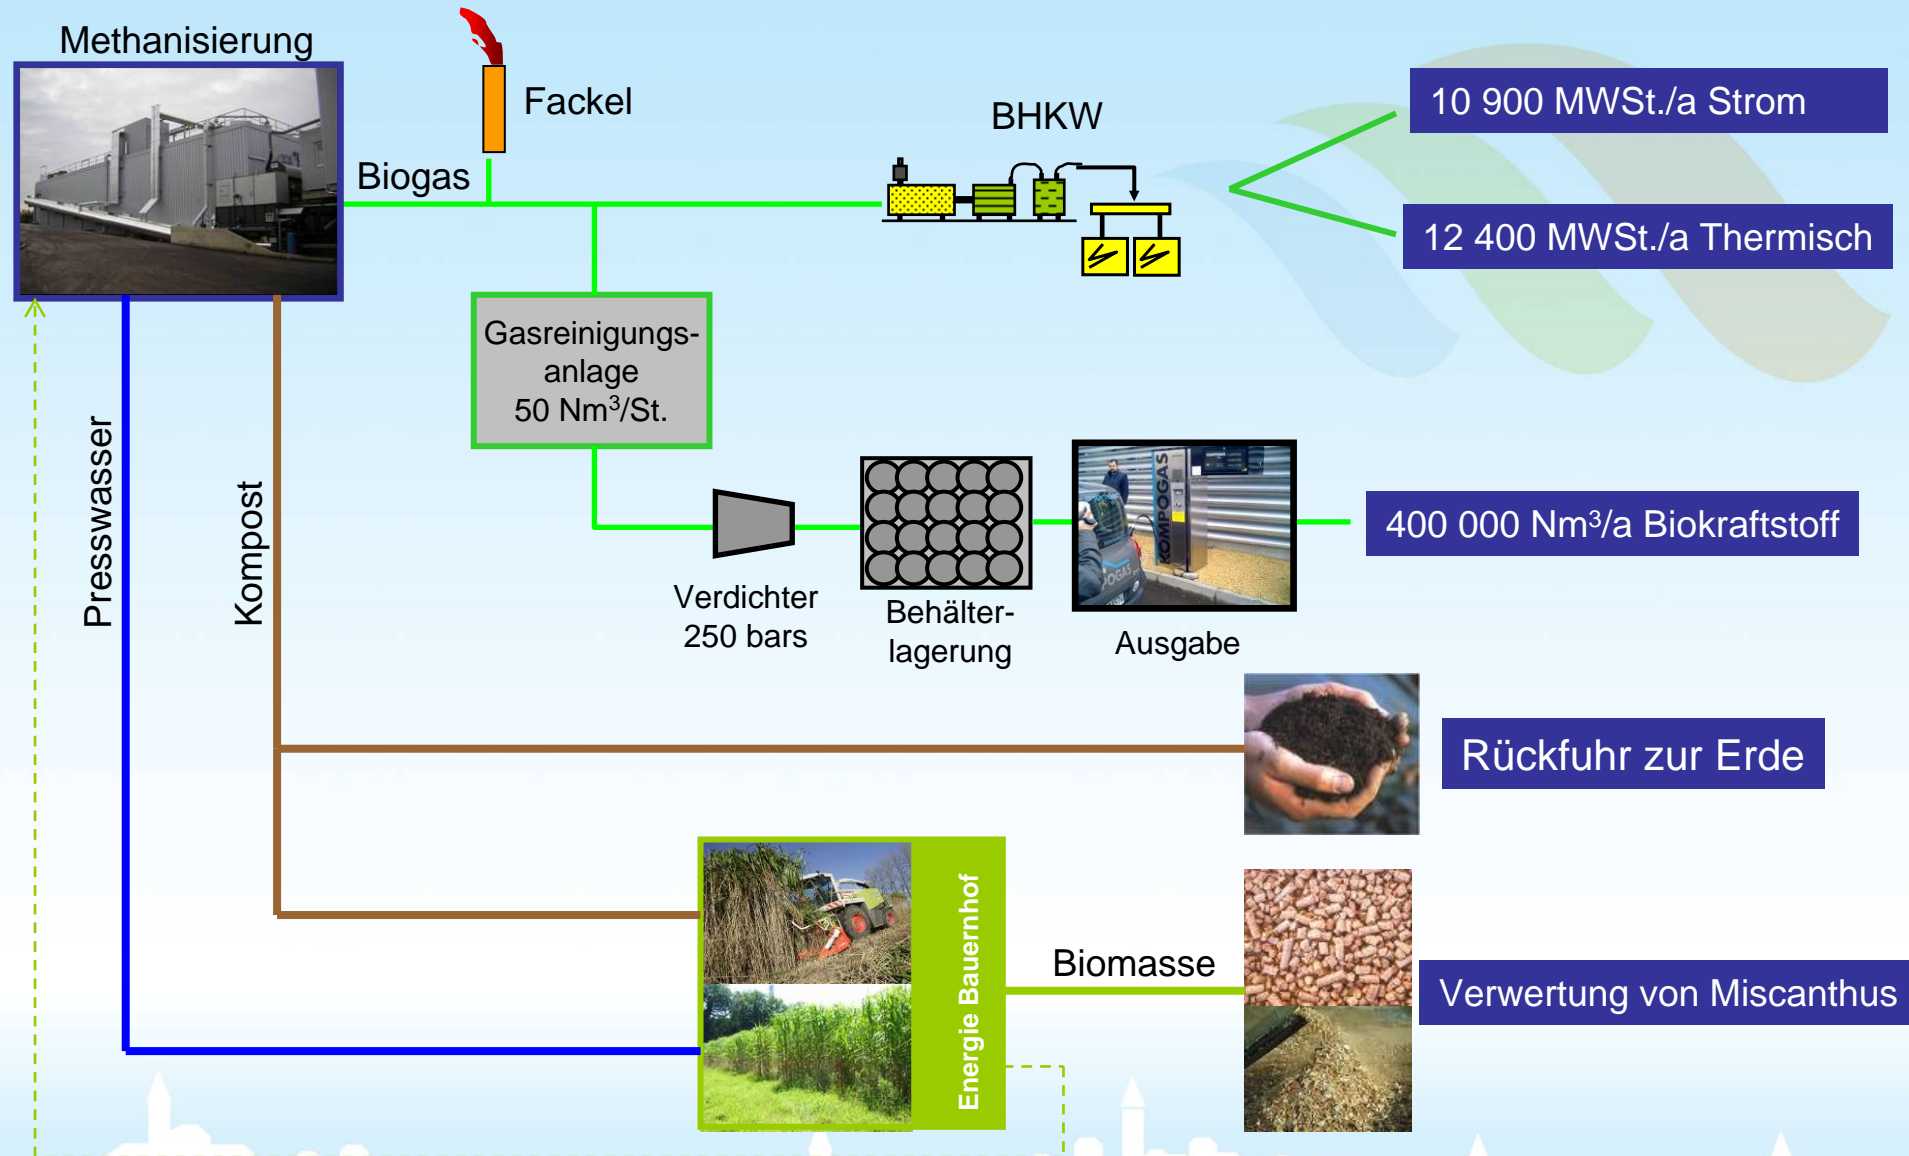 Methanisierung
Fackel
Biogas
BHKW
10 900 MWSt./a Strom
12 400 MWSt./a Thermisch
Gasreinigungs-
anlage
50 Nm³/St.
Presswasser
Kompost
Verdichter
250 bars
Behälter-
lagerung
KOMPOGAS
POGAS
Ausgabe
400 000 Nm³/a Biokraftstoff
Rückfuhr zur Erde
Energie Bauernhof
Biomasse
Verwertung von Miscanthus